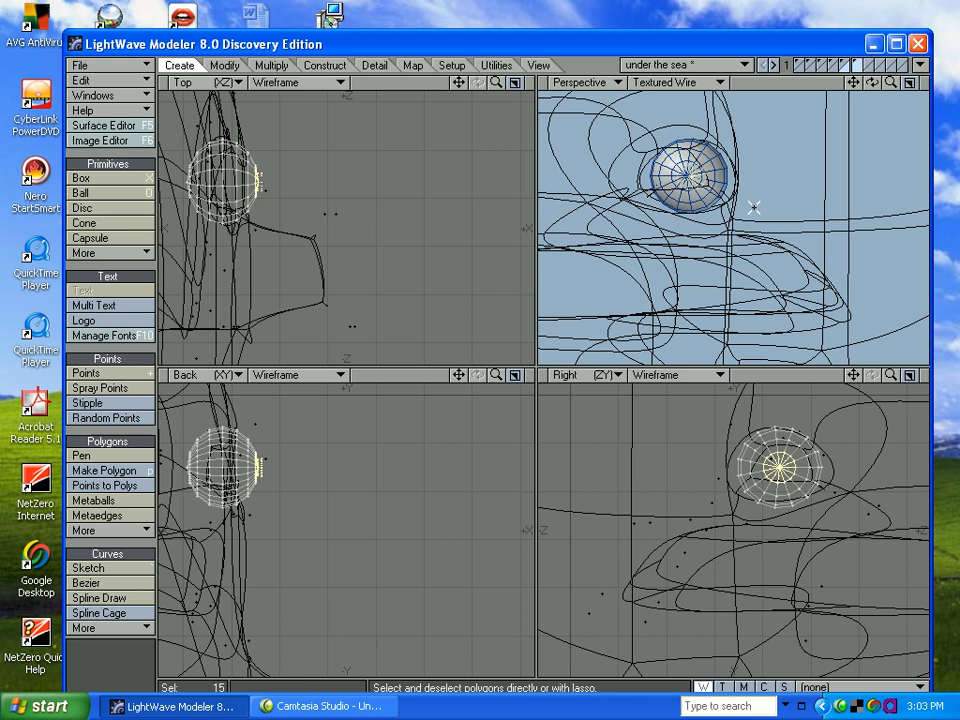 AVG AntiViru
CyberLink
PowerDVD
Nero
StartSmart
QuickTime
Player
QuickTime
Player
Acrobat
Reader 5.1
NetZero
Internet
Google
Desktop
NetZero Quic
Help
LightWave Modeler 8.0 Discovery Edition
File
Edit
Windows
Help
Surface Editor F5
Image Editor F6
Primitives
Box X
Ball O
Disc
Cone
Capsule
More
Text
Text
Multi Text
Logo
Manage Fonts F10
Points
Points +
Spray Points
Stipple
Random Points
Polygons
Pen
Make Polygon p
Points to Polys
Metaballs
Metaedges
More
Curves
Sketch
Bezier
Spline Draw
Spline Cage
More
Create Modify Multiply Construct Detail Map Setup Utilities View under the sea * 1
Top (XZ) Wireframe
Perspective Textured Wire
+Z
+X
-Z
Back (XY) Wireframe
Right (ZY) Wireframe
+Y
+Y
+X
-Z
-Y
-Y
Sel: 15
Select and deselect polygons directly or with lasso.
W T M C S (none)
start
LightWave Modeler 8...
Camtasia Studio - Un...
Type to search
3:03 PM